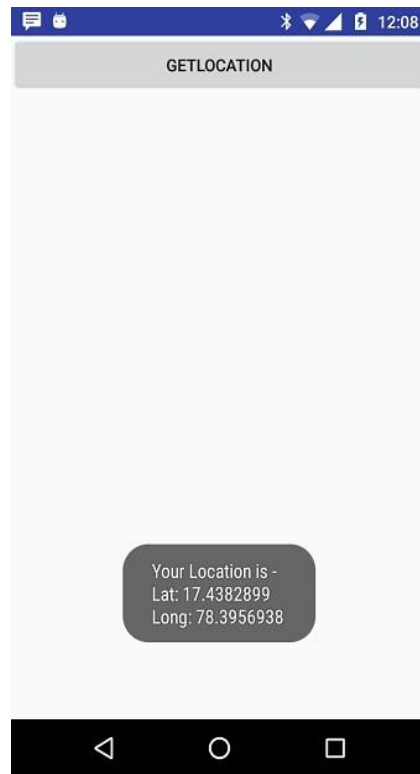 12:08
GETLOCATION
Your Location is -
Lat: 17.4382899
Long: 78.3956938